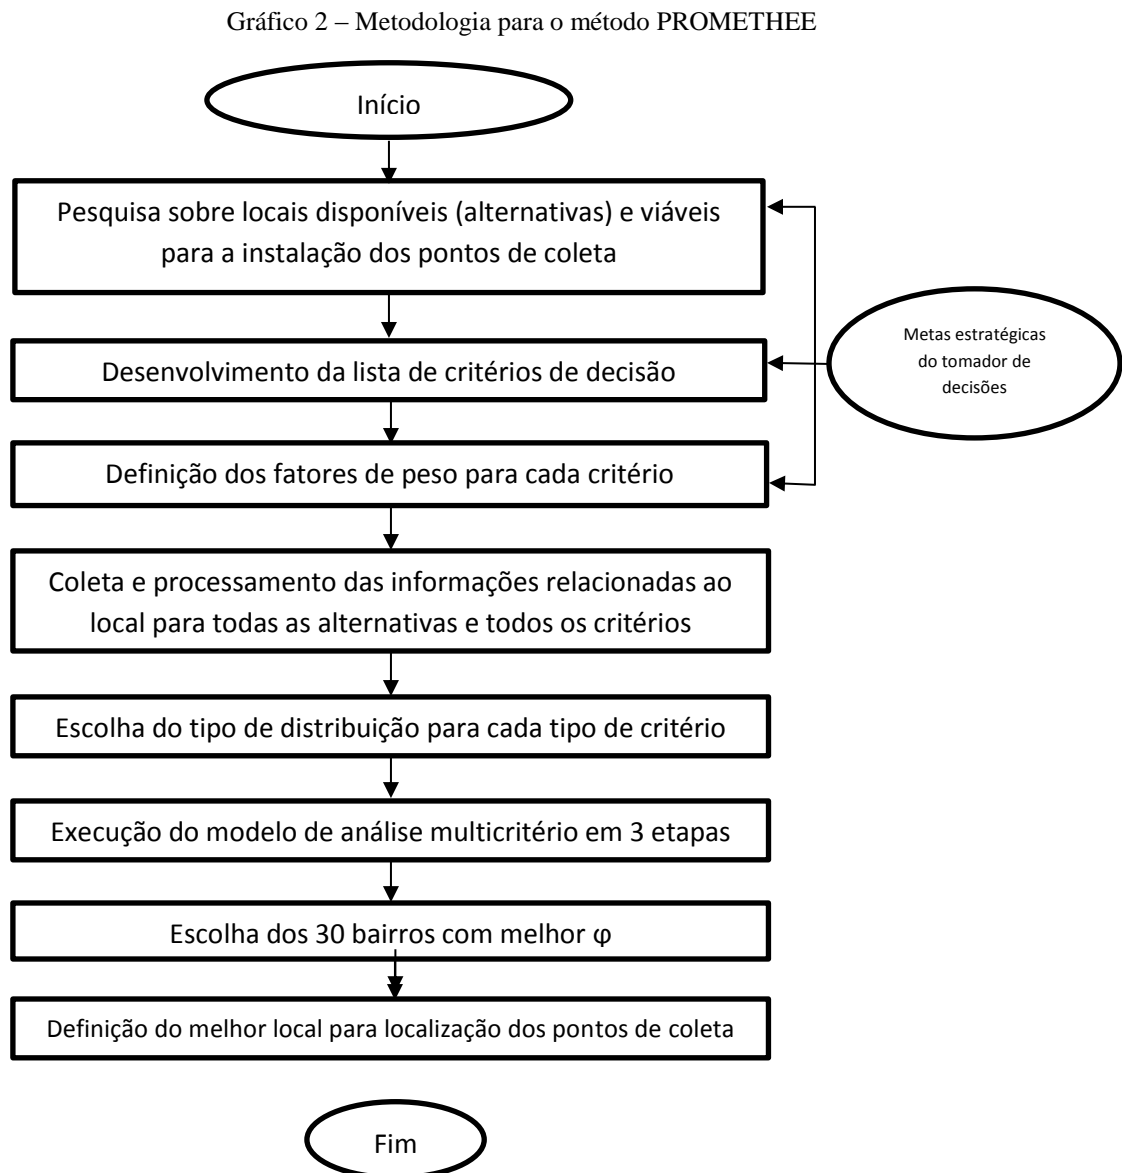 Gráfico 2 – Metodologia para o método PROMETHEE
Início
Pesquisa sobre locais disponíveis (alternativas) e viáveis
para a instalação dos pontos de coleta
Metas estratégicas
do tomador de
decisões
Desenvolvimento da lista de critérios de decisão
Definição dos fatores de peso para cada critério
Coleta e processamento das informações relacionadas ao
local para todas as alternativas e todos os critérios
Escolha do tipo de distribuição para cada tipo de critério
Execução do modelo de análise multicritério em 3 etapas
Escolha dos 30 bairros com melhor φ
Definição do melhor local para localização dos pontos de coleta
Fim